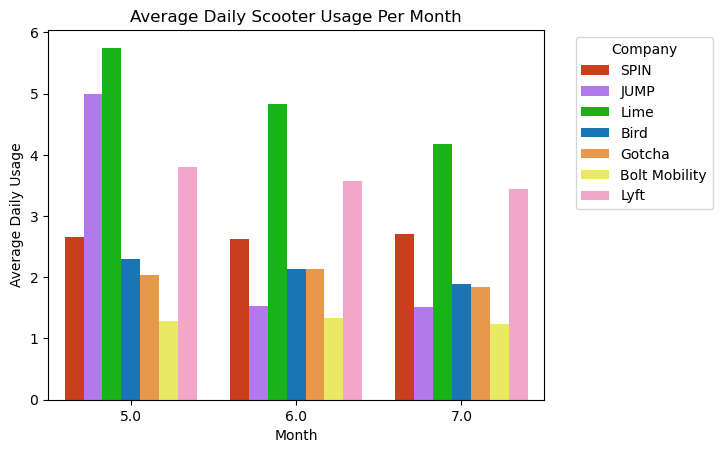 Average Daily Scooter Usage Per Month
Average Daily Usage
6
5
4
3
2
1
0
5.0
6.0
7.0
Month
Company
SPIN
JUMP
Lime
Bird
Gotcha
Bolt Mobility
Lyft